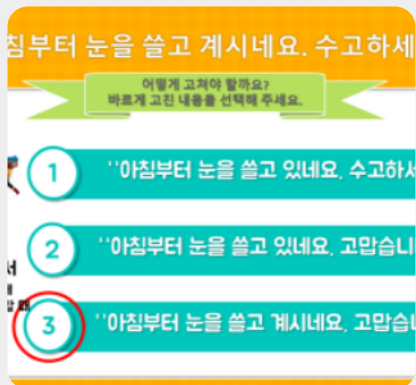 침부터 눈을 쓸고 계시네요. 수고하세
어떻게 고쳐야 할까요?
바르게 고친 내용을 선택해 주세요.
1 ''아침부터 눈을 쓸고 있네요, 수고하세
2 ''아침부터 눈을 쓸고 있네요, 고맙습니
서
3 ''아침부터 눈을 쓸고 계시네요, 고맙습니